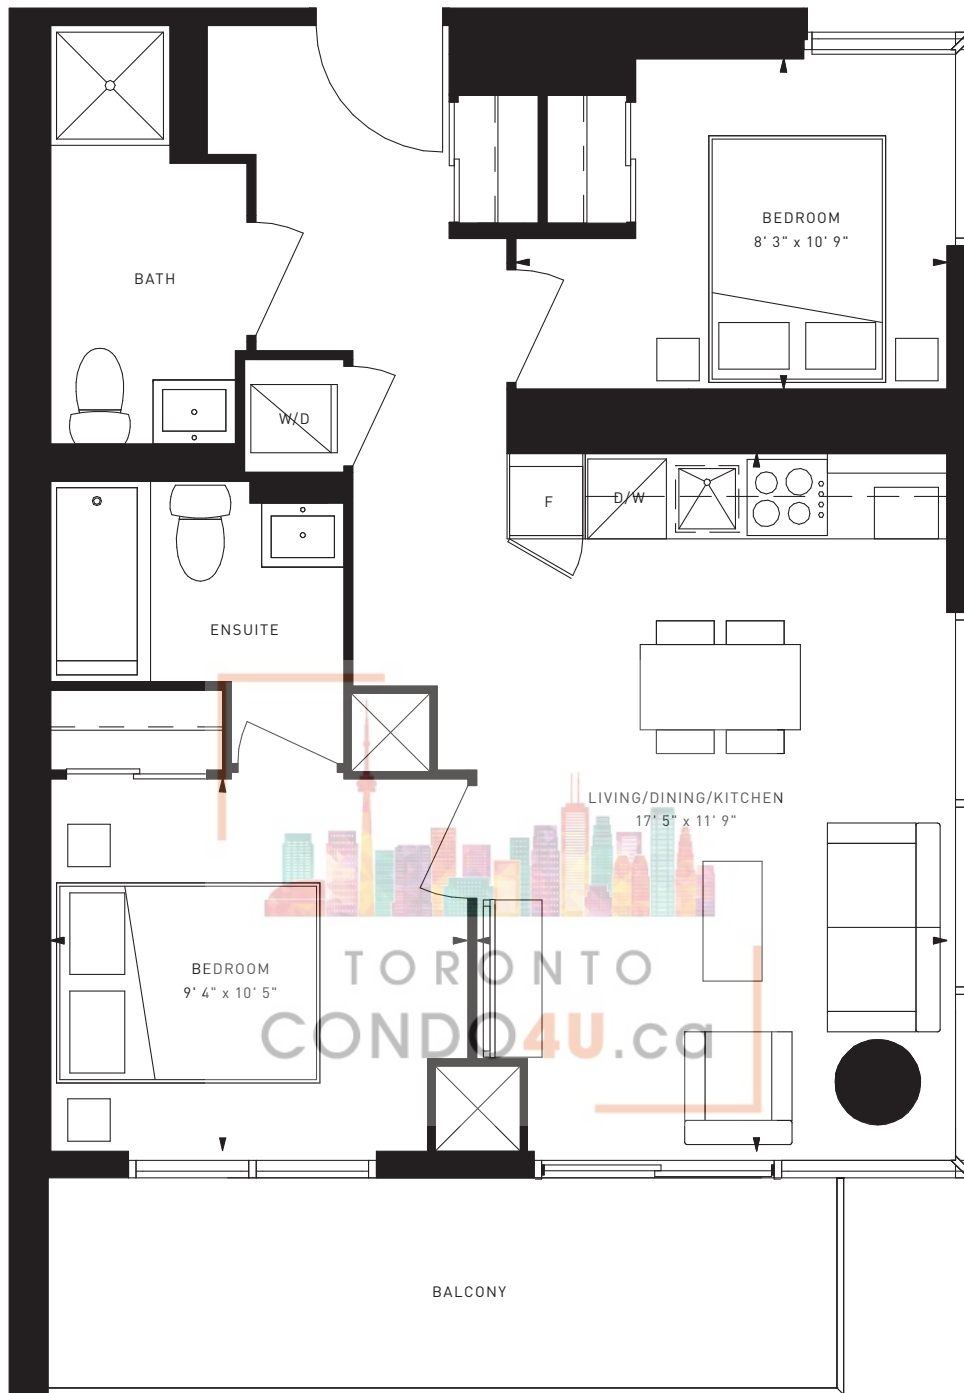 BEDROOM
8' 3" x 10' 9"
BATH
W/D
F
D/W
ENSUITE
LIVING/DINING/KITCHEN
17' 5" x 11' 9"
BEDROOM
9' 4" x 10' 5"
TORONTO
CONDO4U.ca
BALCONY